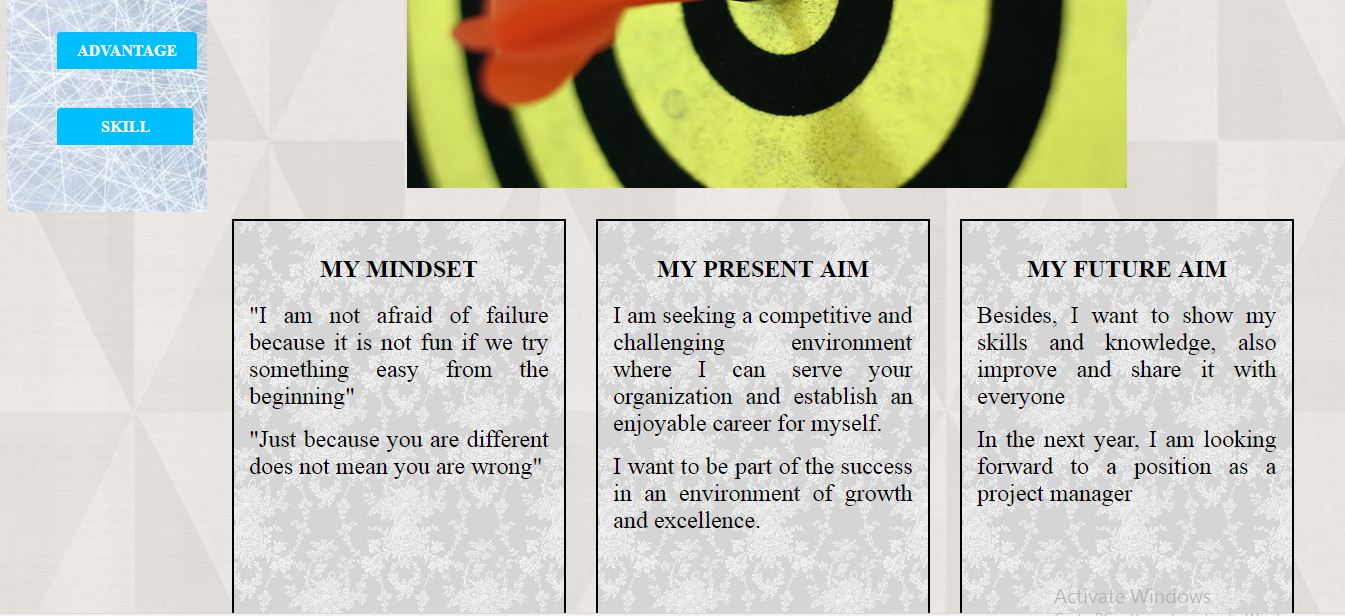 ADVANTAGE
SKILL
MY MINDSET
"I am not afraid of failure
because it is not fun if we try
something easy from the
beginning"
"Just because you are different
does not mean you are wrong"
MY PRESENT AIM
I am seeking a competitive and
challenging environment
where I can serve your
organization and establish an
enjoyable career for myself.
I want to be part of the success
in an environment of growth
and excellence.
MY FUTURE AIM
Besides, I want to show my
skills and knowledge, also
improve and share it with
everyone
In the next year, I am looking
forward to a position as a
project manager
Activate Windows